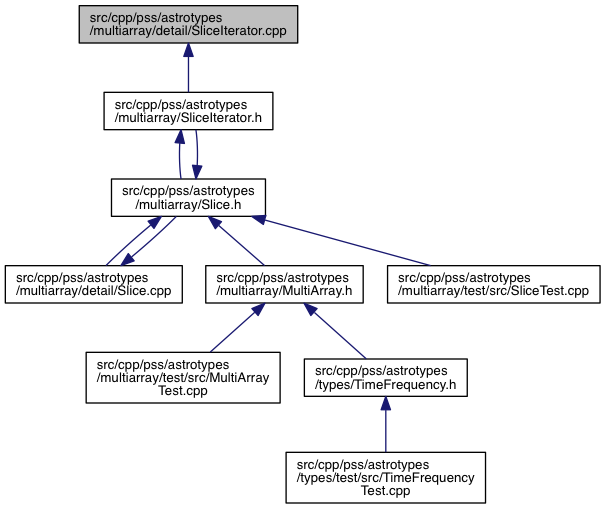 src/cpp/pss/astrotypes
/multiarray/detail/SliceIterator.cpp
src/cpp/pss/astrotypes
/multiarray/SliceIterator.h
src/cpp/pss/astrotypes
/multiarray/Slice.h
src/cpp/pss/astrotypes
/multiarray/detail/Slice.cpp
src/cpp/pss/astrotypes
/multiarray/MultiArray.h
src/cpp/pss/astrotypes
/multiarray/test/src/SliceTest.cpp
src/cpp/pss/astrotypes
/multiarray/test/src/MultiArray
Test.cpp
src/cpp/pss/astrotypes
/types/TimeFrequency.h
src/cpp/pss/astrotypes
/types/test/src/TimeFrequency
Test.cpp